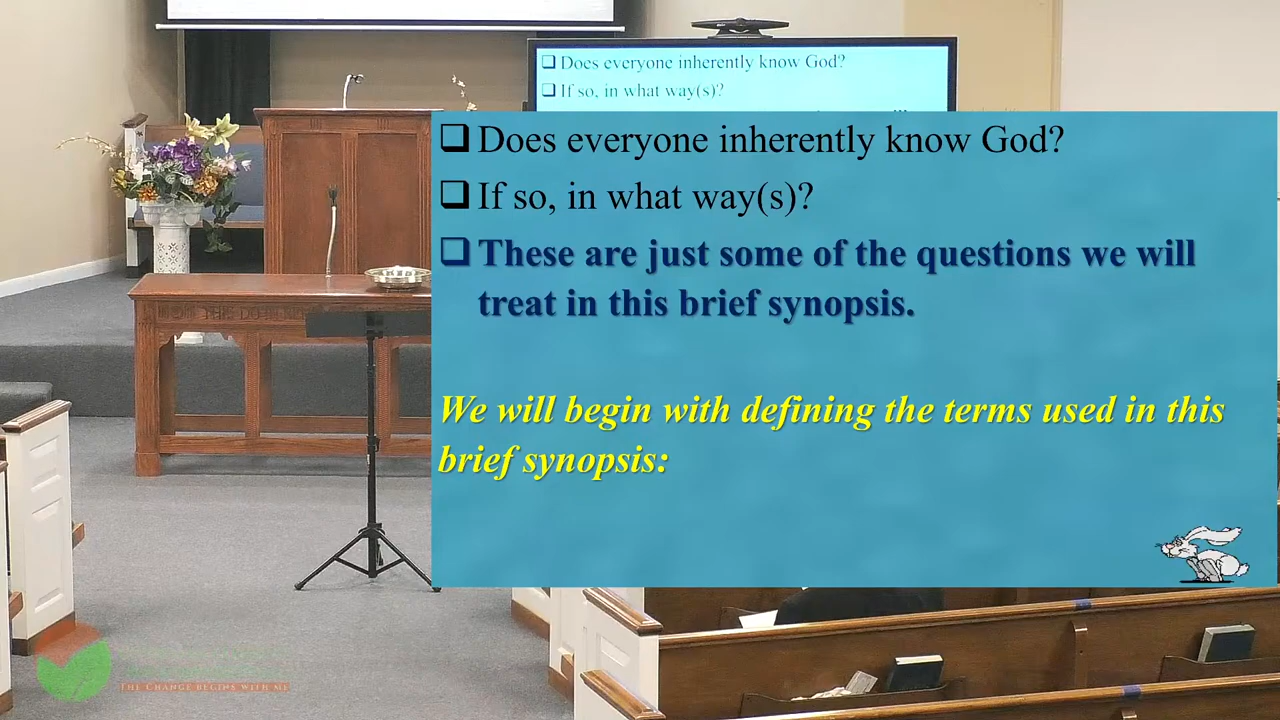 ❑ Does everyone inherently know God?
❑ If so, in what way(s)?
❑ Does everyone inherently know God?
❑ If so, in what way(s)?
❑ These are just some of the questions we will
treat in this brief synopsis.
We will begin with defining the terms used in this
brief synopsis:
THE CHANGE BEGINS WITH ME